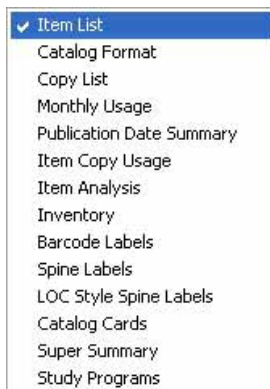 Item List
Catalog Format
Copy List
Monthly Usage
Publication Date Summary
Item Copy Usage
Item Analysis
Inventory
Barcode Labels
Spine Labels
LOC Style Spine Labels
Catalog Cards
Super Summary
Study Programs